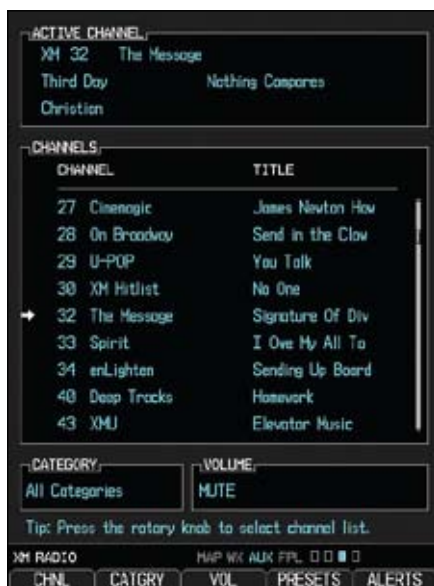 ACTIVE CHANNEL
XM 32 The Message
Third Day Nothing Compares
Christian
CHANNELS
CHANNEL TITLE
27 Cinemagic James Newton How
28 On Broadway Send in the Clow
29 U-POP You Talk
30 XM Hitlist No One
32 The Message Signature Of Div
33 Spirit I Owe My All To
34 enLighten Sending Up Board
40 Deep Tracks Homework
43 XMU Elevator Music
CATEGORY VOLUME
All Categories MUTE
Tip: Press the rotary knob to select channel list.
XM RADIO MAP WX AUX FPL
CHNL CATGRY VOL PRESETS ALERTS